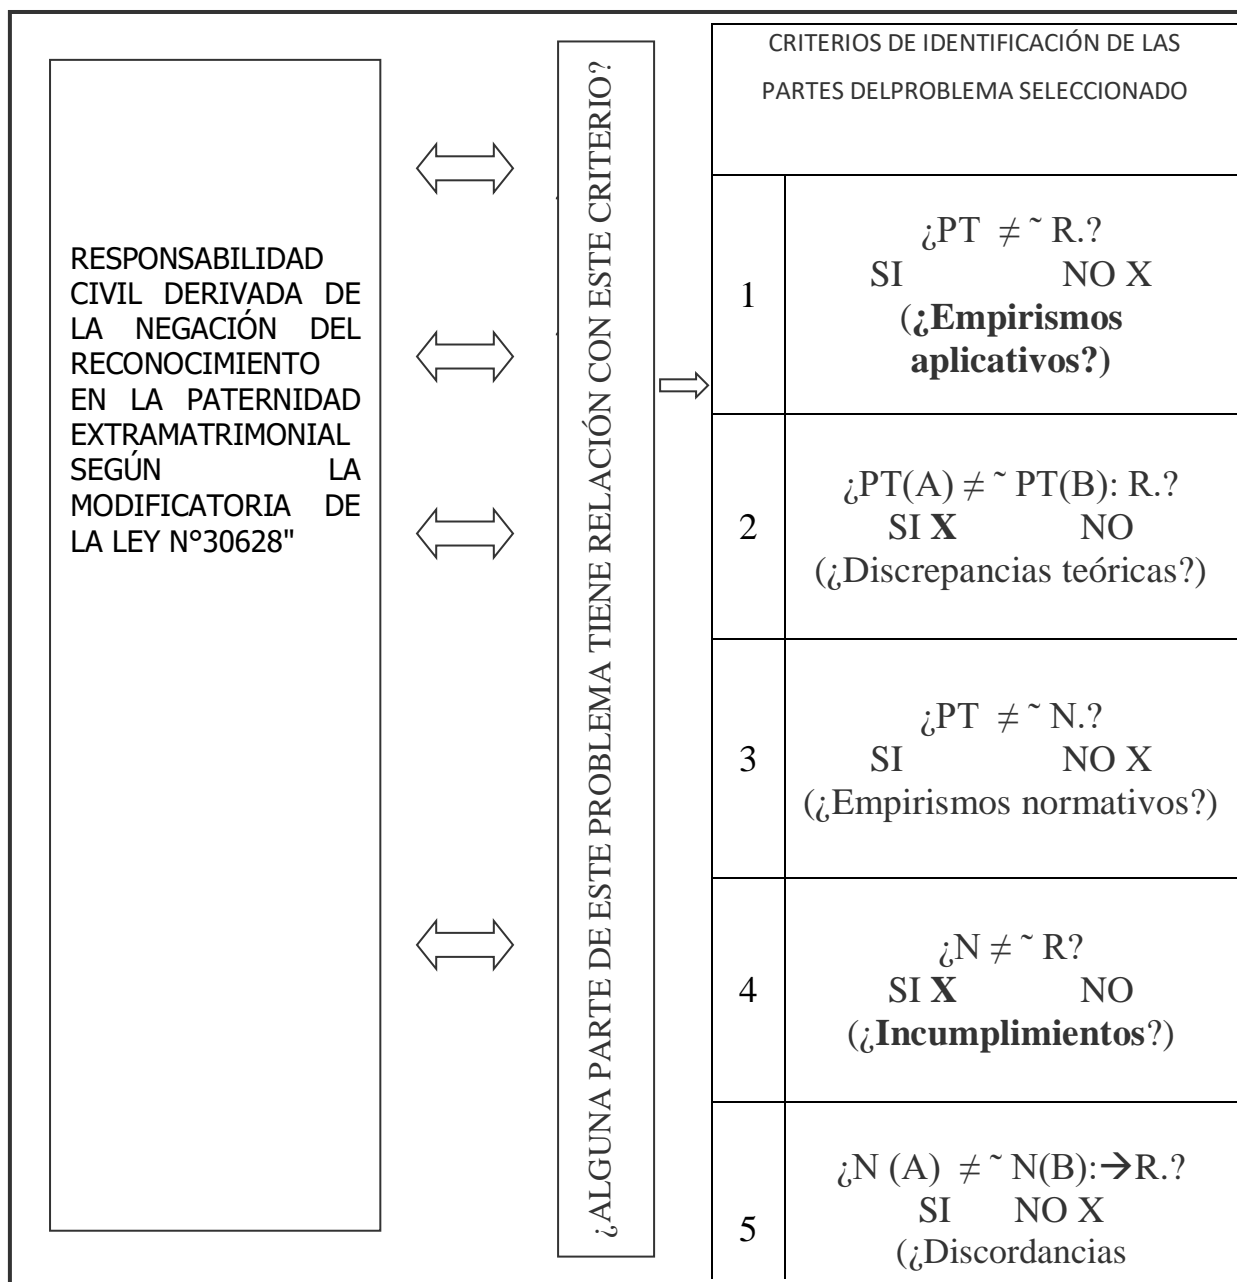 RESPONSABILIDAD
CIVIL DERIVADA DE
LA NEGACIÓN DEL
RECONOCIMIENTO
EN LA PATERNIDAD
EXTRAMATRIMONIAL
SEGÚN LA
MODIFICATORIA DE
LA LEY N°30628"
¿ALGUNA PARTE DE ESTE PROBLEMA TIENE RELACIÓN CON ESTE CRITERIO?
CRITERIOS DE IDENTIFICACIÓN DE LAS
PARTES DELPROBLEMA SELECCIONADO
1
¿PT ≠ ˜ R.?
SI NO X
(¿Empirismos
aplicativos?)
2
¿PT(A) ≠ ˜ PT(B): R.?
SI X NO
(¿Discrepancias teóricas?)
3
¿PT ≠ ˜ N.?
SI NO X
(¿Empirismos normativos?)
4
¿N ≠ ˜ R?
SI X NO
(¿Incumplimientos?)
5
¿N (A) ≠ ˜ N(B):→R.?
SI NO X
(¿Discordancias